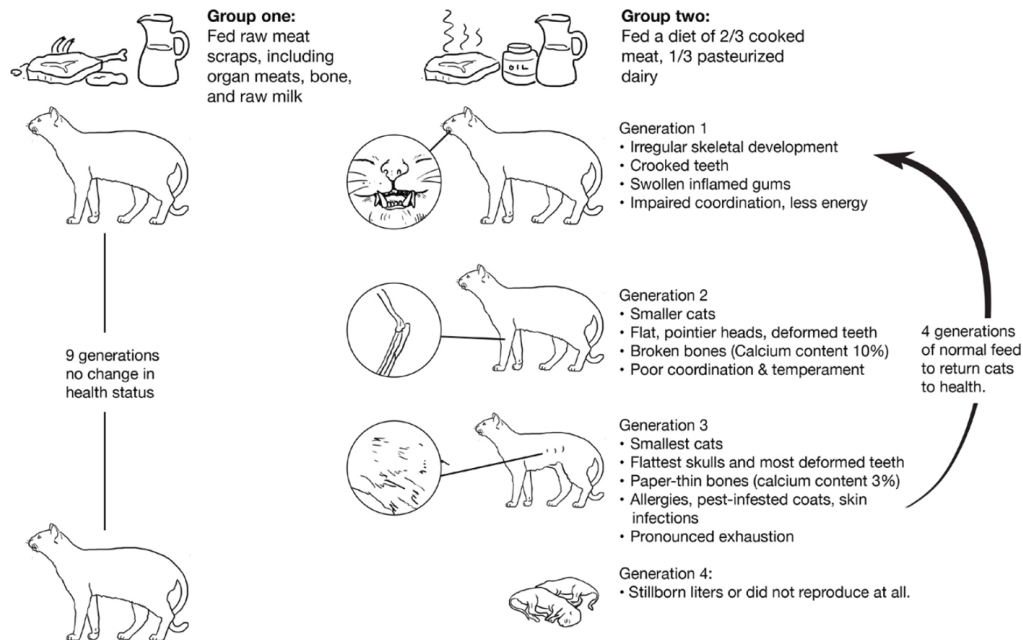 Group one:
Fed raw meat
scraps, including
organ meats, bone,
and raw milk
OIL
Group two:
Fed a diet of 2/3 cooked
meat, 1/3 pasteurized
dairy
Generation 1
• Irregular skeletal development
• Crooked teeth
• Swollen inflamed gums
• Impaired coordination, less energy
Generation 2
• Smaller cats
• Flat, pointier heads, deformed teeth
• Broken bones (Calcium content 10%)
• Poor coordination & temperament
9 generations
no change in
health status
4 generations
of normal feed
to return cats
to health.
Generation 3
• Smallest cats
• Flattest skulls and most deformed teeth
• Paper-thin bones (calcium content 3%)
• Allergies, pest-infested coats, skin
infections
• Pronounced exhaustion
Generation 4:
• Stillborn liters or did not reproduce at all.